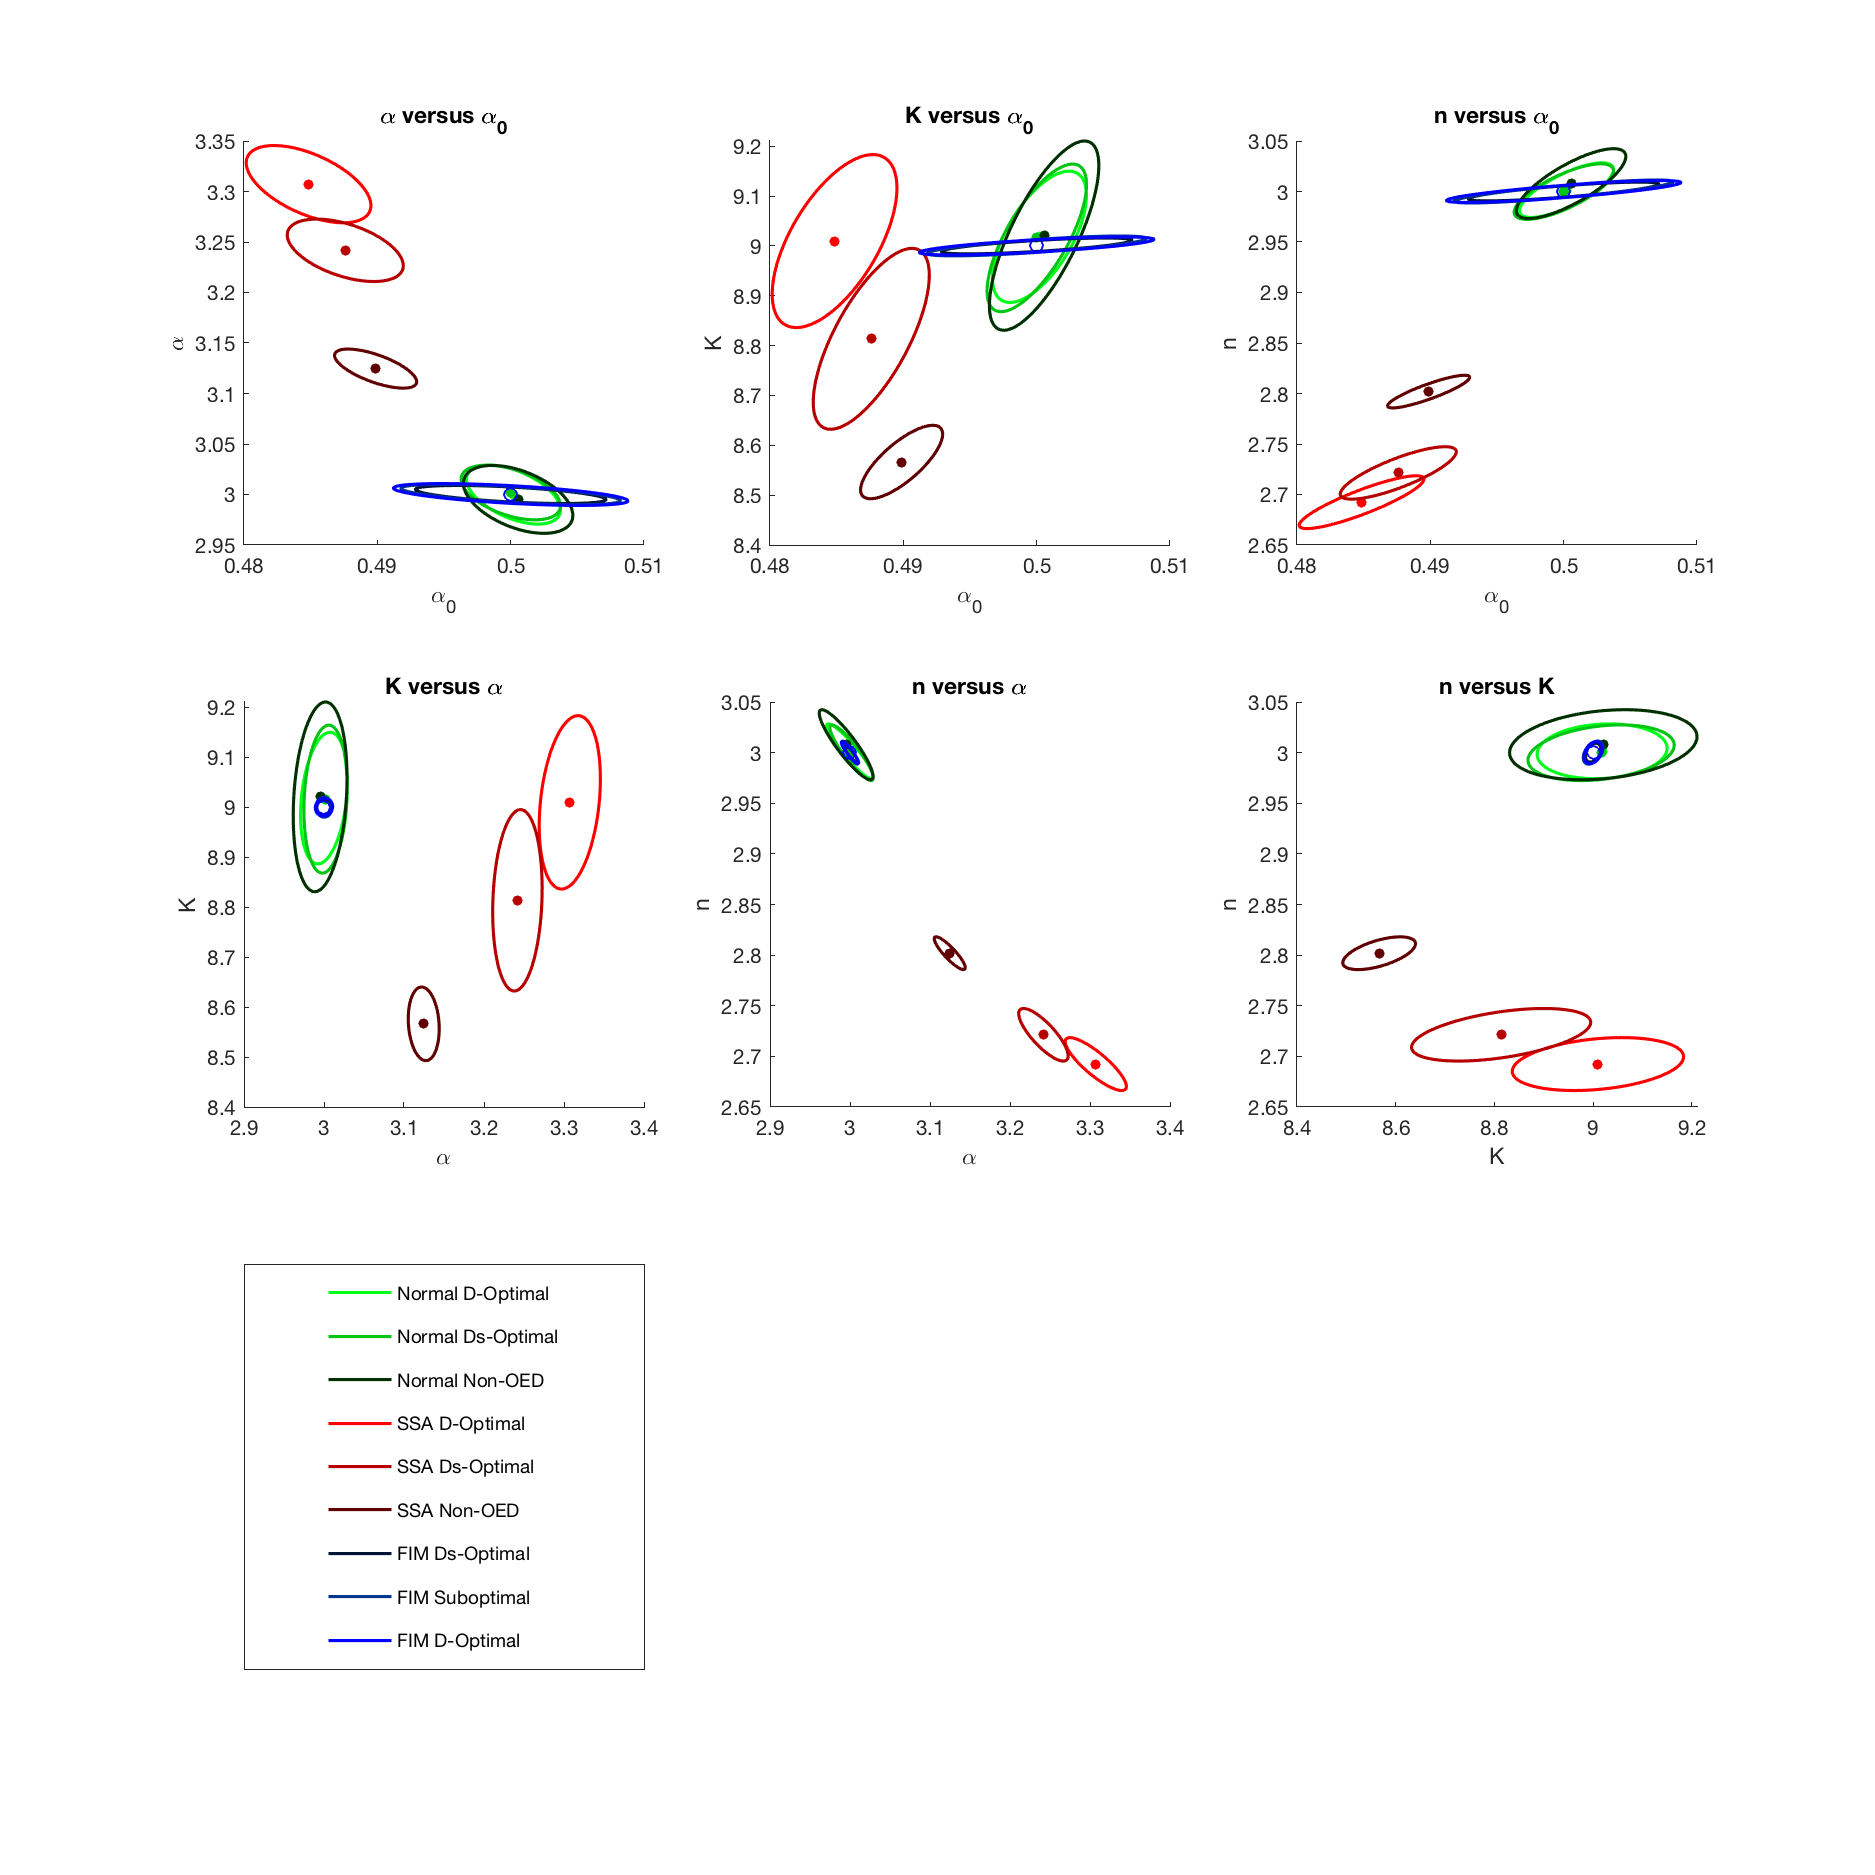 α versus α0
K versus α0
n versus α0
3.35
3.3
3.25
3.2
3.15
3.1
3.05
3
2.95
α
0.48 0.49 0.5 0.51
α0
9.2
9.1
9
8.9
8.8
8.7
8.6
8.5
8.4
K
0.48 0.49 0.5 0.51
α0
3.05
3
2.95
2.9
2.85
2.8
2.75
2.7
2.65
n
0.48 0.49 0.5 0.51
α0
K versus α
n versus α
n versus K
9.2
9.1
9
8.9
8.8
8.7
8.6
8.5
8.4
K
2.9 3 3.1 3.2 3.3 3.4
α
3.05
3
2.95
2.9
2.85
2.8
2.75
2.7
2.65
n
2.9 3 3.1 3.2 3.3 3.4
α
3.05
3
2.95
2.9
2.85
2.8
2.75
2.7
2.65
n
8.4 8.6 8.8 9 9.2
K
Normal D-Optimal
Normal Ds-Optimal
Normal Non-OED
SSA D-Optimal
SSA Ds-Optimal
SSA Non-OED
FIM Ds-Optimal
FIM Suboptimal
FIM D-Optimal